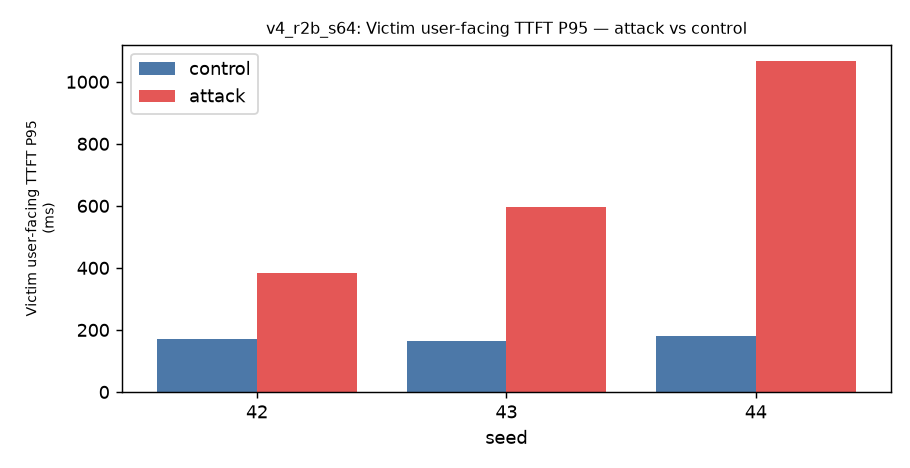 v4_r2b_s64: Victim user-facing TTFT P95 — attack vs control
control
attack
Victim user-facing TTFT P95
(ms)
1000
800
600
400
200
0
42
43
44
seed